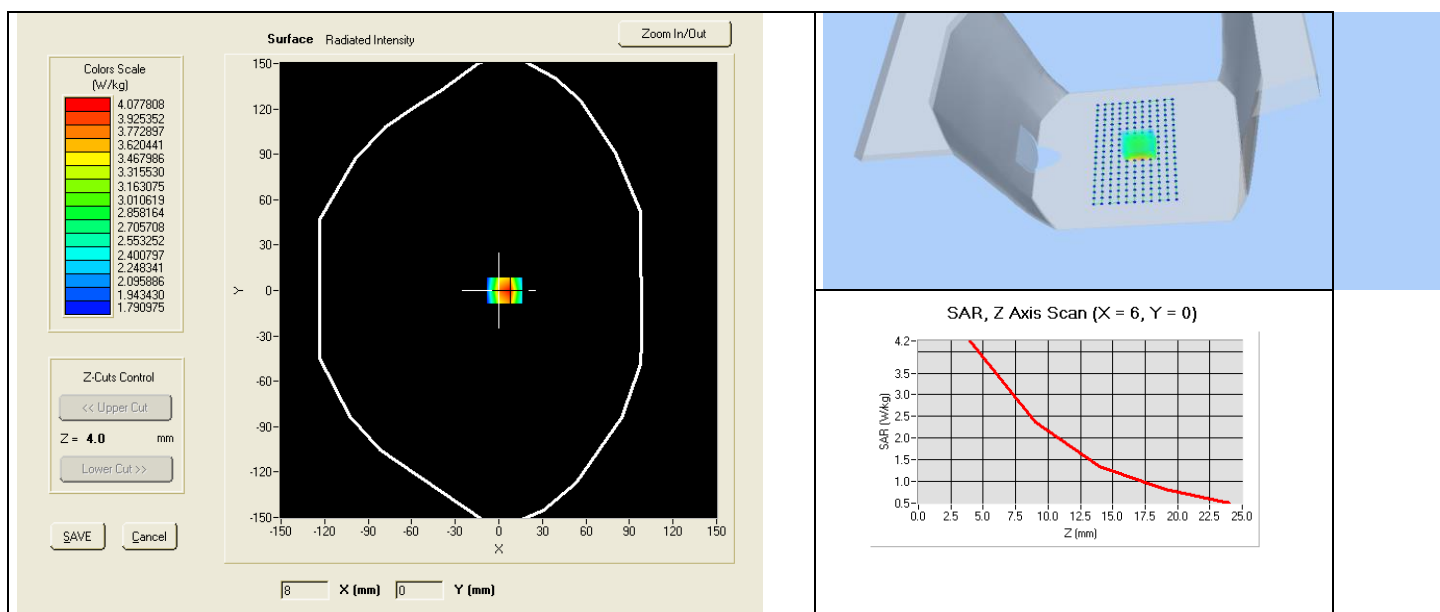 Surface Radiated Intensity
Zoom In/Out
Colors Scale
(W/kg)
4.077808
3.925352
3.772897
3.620441
3.467986
3.315530
3.163075
3.010619
2.858164
2.705708
2.553252
2.400797
2.248341
2.095886
1.943430
1.790975
Z-Cuts Control
<< Upper Cut
Z = 4.0 mm
Lower Cut >>
SAVE Cancel
150
120
90
60
30
Y 0
-30
-60
-90
-120
-150
-150 -120 -90 -60 -30 0 30 60 90 120 150
X
8 X (mm) 0 Y (mm)
SAR, Z Axis Scan (X = 6, Y = 0)
SAR (W/kg)
4.2
3.5
3.0
2.5
2.0
1.5
1.0
0.5
0.0 2.5 5.0 7.5 10.0 12.5 15.0 17.5 20.0 22.5 25.0
Z (mm)